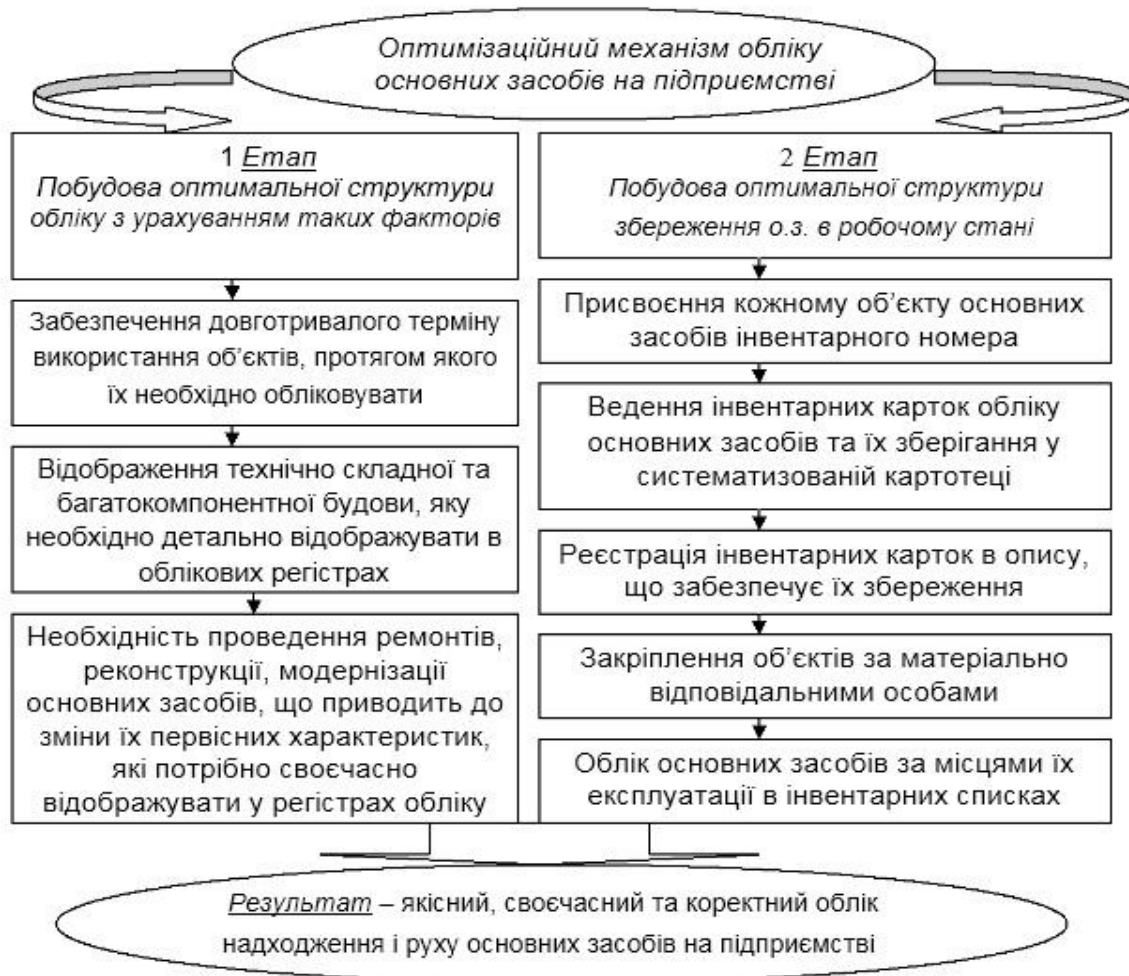 Оптимізаційний механізм обліку
основних засобів на підприємстві
1 Етап
Побудова оптимальної структури
обліку з урахуванням таких факторів
Забезпечення довготривалого терміну
використання об’єктів, протягом якого
їх необхідно обліковувати
Відображення технічно складної та
багатокомпонентної будови, яку
необхідно детально відображувати в
облікових регістрах
Необхідність проведення ремонтів,
реконструкції, модернізації
основних засобів, що приводить до
зміни їх первісних характеристик,
які потрібно своєчасно
відображувати у регістрах обліку
2 Етап
Побудова оптимальної структури
збереження о.з. в робочому стані
Присвоєння кожному об’єкту основних
засобів інвентарного номера
Ведення інвентарних карток обліку
основних засобів та їх зберігання у
систематизованій картотеці
Реєстрація інвентарних карток в опису,
що забезпечує їх збереження
Закріплення об’єктів за матеріально
відповідальними особами
Облік основних засобів за місцями їх
експлуатації в інвентарних списках
Результат – якісний, своєчасний та коректний облік
надходження і руху основних засобів на підприємстві